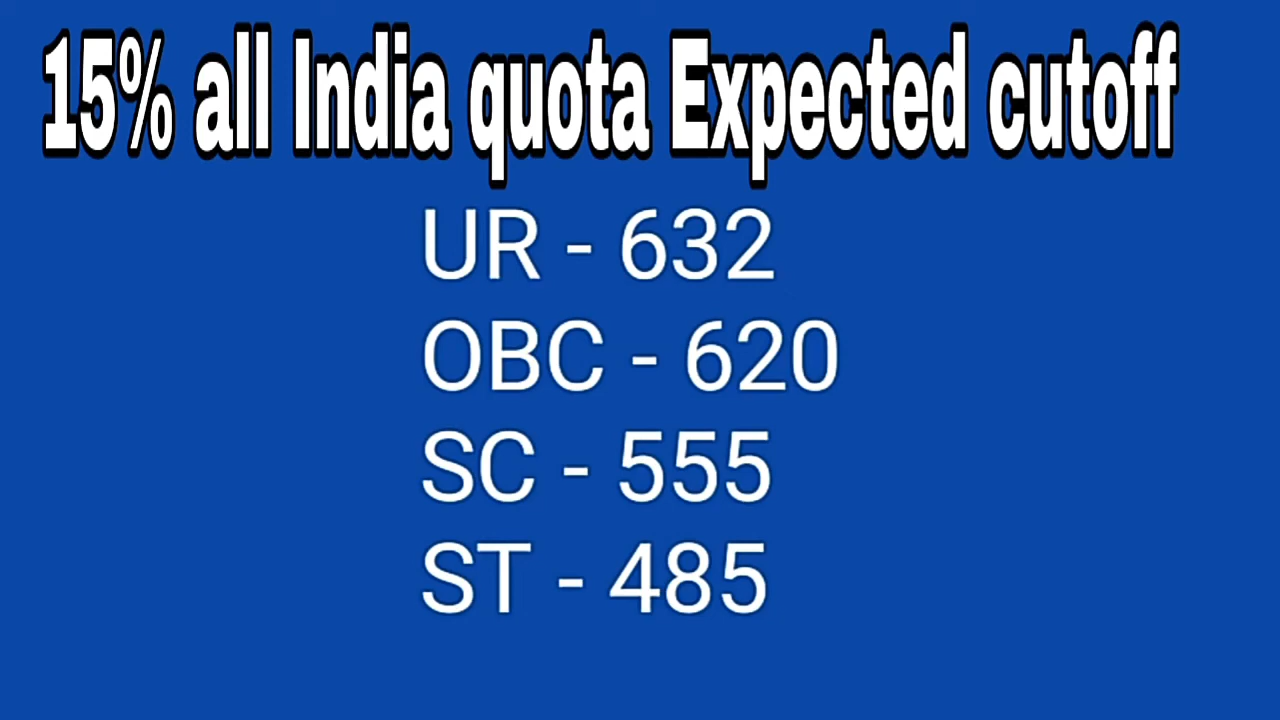 15% all India quota Expected cutoff
UR - 632
OBC - 620
SC - 555
ST - 485